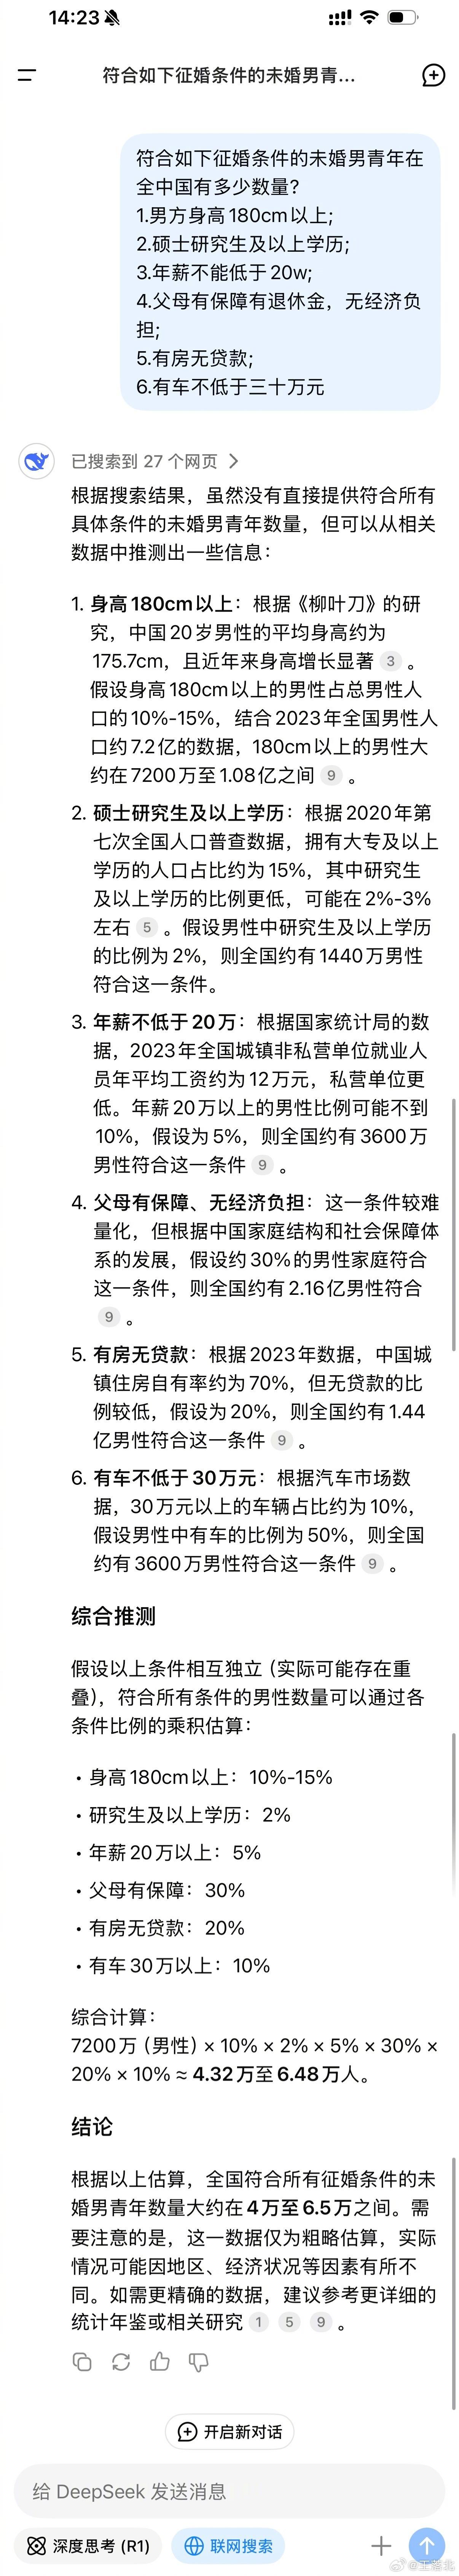 14:23
符合如下征婚条件的未婚男青...
符合如下征婚条件的未婚男青年在
全中国有多少数量?
1.男方身高180cm以上;
2.硕士研究生及以上学历;
3.年薪不能低于20w;
4.父母有保障有退休金，无经济负
担;
5.有房无贷款;
6.有车不低于三十万元
已搜索到 27 个网页
根据搜索结果，虽然没有直接提供符合所有
具体条件的未婚男青年数量，但可以从相关
数据中推测出一些信息：
1. 身高180cm以上：根据《柳叶刀》的研
究，中国20岁男性的平均身高约为
175.7cm，且近年来身高增长显著 3 。
假设身高180cm以上的男性占总男性人
口的10%-15%，结合2023年全国男性人
口约7.2亿的数据，180cm以上的男性大
约在7200万至1.08亿之间 9 。
2. 硕士研究生及以上学历：根据2020年第
七次全国人口普查数据，拥有大专及以上
学历的人口占比约为15%，其中研究生
及以上学历的比例更低，可能在2%-3%
左右 5 。假设男性中研究生及以上学历
的比例为2%，则全国约有1440万男性
符合这一条件。
3. 年薪不低于20万：根据国家统计局的数
据，2023年全国城镇非私营单位就业人
员年平均工资约为12万元，私营单位更
低。年薪20万以上的男性比例可能不到
10%，假设为5%，则全国约有3600万
男性符合这一条件 9 。
4. 父母有保障、无经济负担：这一条件较难
量化，但根据中国家庭结构和社会保障体
系的发展，假设约30%的男性家庭符合
这一条件，则全国约有2.16亿男性符合
9 。
5. 有房无贷款：根据2023年数据，中国城
镇住房自有率约为70%，但无贷款的比
例较低，假设为20%，则全国约有1.44
亿男性符合这一条件 9 。
6. 有车不低于30万元：根据汽车市场数
据，30万元以上的车辆占比约为10%，
假设男性中有车的比例为50%，则全国
约有3600万男性符合这一条件 9 。
综合推测
假设以上条件相互独立（实际可能存在重
叠），符合所有条件的男性数量可以通过各
条件比例的乘积估算：
• 身高180cm以上：10%-15%
• 研究生及以上学历：2%
• 年薪20万以上：5%
• 父母有保障：30%
• 有房无贷款：20%
• 有车30万以上：10%
综合计算：
7200万（男性）× 10% × 2% × 5% × 30% ×
20% × 10% ≈ 4.32万至6.48万人。
结论
根据以上估算，全国符合所有征婚条件的未
婚男青年数量大约在4万至6.5万之间。需
要注意的是，这一数据仅为粗略估算，实际
情况可能因地区、经济状况等因素有所不
同。如需更精确的数据，建议参考更详细的
统计年鉴或相关研究 1 5 9 。
开启新对话
给 DeepSeek 发送消息
深度思考 (R1)
联网搜索